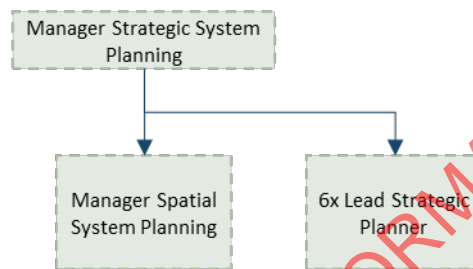 Manager Strategic System
Planning
Manager Spatial
System Planning
6x Lead Strategic
Planner